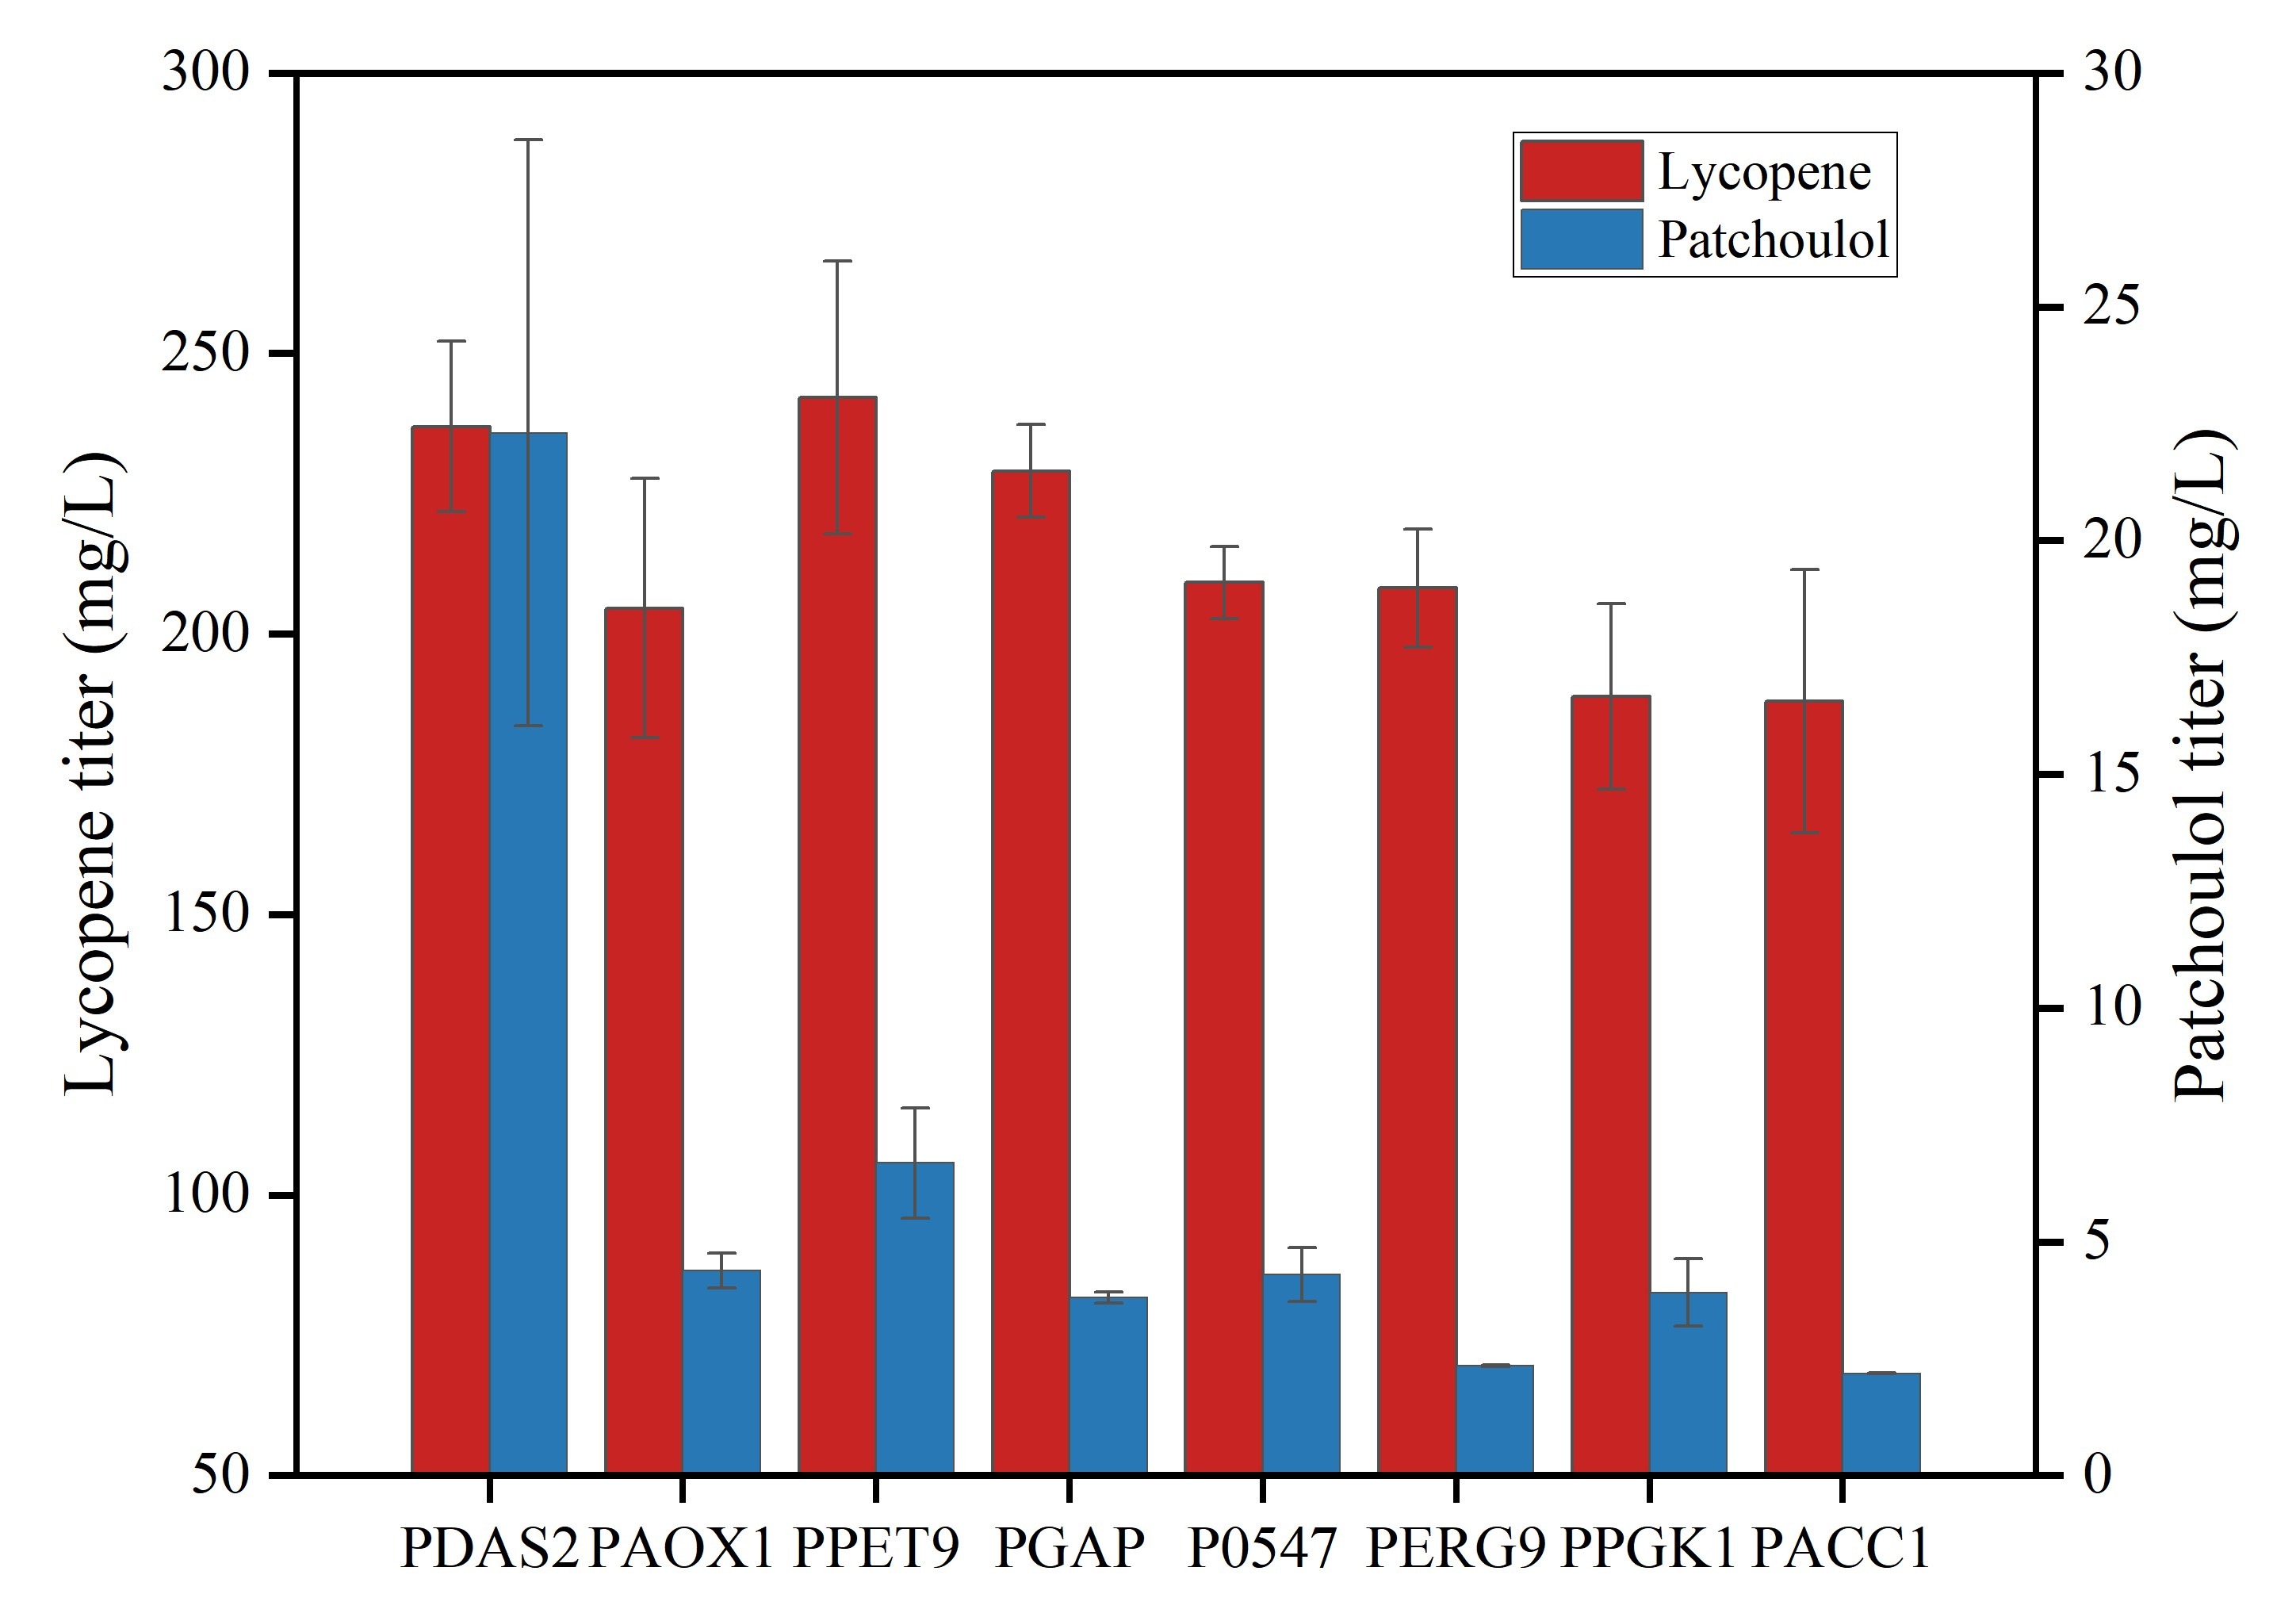 Lycopene titer (mg/L)
300
250
200
150
100
50
Lycopene
Patchoulol
30
25
20
15
10
5
0
Patchoulol titer (mg/L)
PDAS2 PAOX1 PPET9 PGAP P0547 PERG9 PPGK1 PACC1